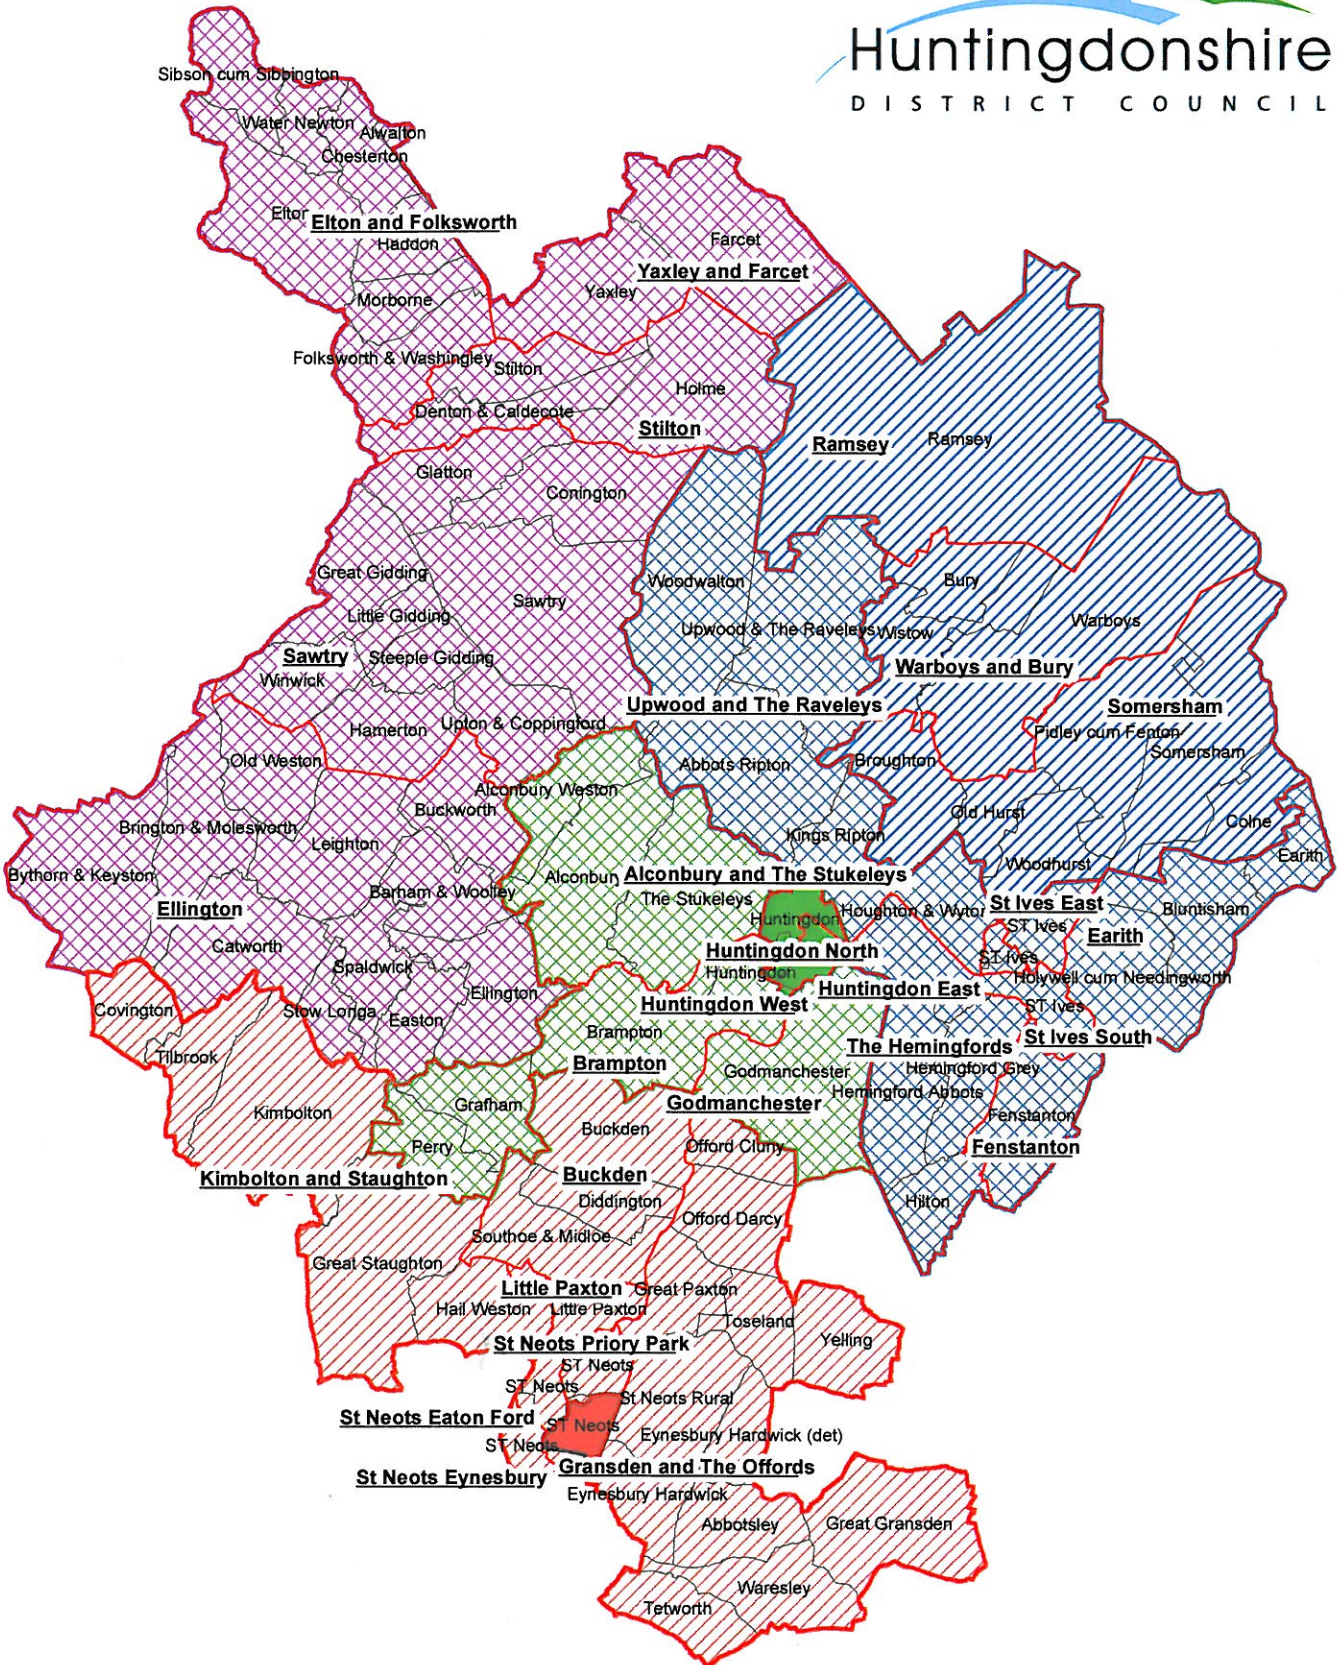 Huntingdonshire
DISTRICT COUNCIL
Sibson cum Sibbington
Water Newton
Alwalton
Chesterton
Elton
Elton and Folksworth
Haddon
Farcet
Yaxley and Farcet
Yaxley
Morborne
Folksworth & Washingley
Stilton
Holme
Denton & Caldecote
Stilton
Ramsey
Ramsey
Glatton
Conington
Great Gidding
Woodwalton
Bury
Sawtry
Little Gidding
Warboys
Upwood & The Raveleys
Wistow
Sawtry
Steeple Gidding
Warboys and Bury
Winwick
Upwood and The Raveleys
Somersham
Hamerton
Upton & Coppingford
Pidley cum Fenton
Somersham
Old Weston
Abbots Ripton
Broughton
Alconbury Weston
Buckworth
Old Hurst
Colne
Brington & Molesworth
Kings Ripton
Leighton
Earith
Woodhurst
Bythorn & Keyston
Alconbury
Alconbury and The Stukeleys
Barham & Woolley
The Stukeleys
St Ives East
Ellington
Huntingdon
Houghton & Wyton
Bluntisham
ST Ives
Earith
Catworth
Huntingdon North
ST Ives
Spaldwick
Huntingdon
Holywell cum Needingworth
Huntingdon East
Ellington
Huntingdon West
ST Ives
Covington
Stow Longa
Easton
Brampton
St Ives South
The Hemingfords
Tilbrook
Brampton
Godmanchester
Hemingford Grey
Hemingford Abbots
Grafham
Godmanchester
Kimbolton
Fenstanton
Buckden
Perry
Offord Cluny
Fenstanton
Kimbolton and Staughton
Buckden
Diddington
Hilton
Offord Darcy
Southoe & Midloe
Great Staughton
Little Paxton
Great Paxton
Hail Weston
Little Paxton
Toseland
St Neots Priory Park
Yelling
ST Neots
ST Neots
St Neots Rural
St Neots Eaton Ford
ST Neots
Eynesbury Hardwick (det)
ST Neots
Gransden and The Offords
St Neots Eynesbury
Eynesbury Hardwick
Abbotsley
Great Gransden
Waresley
Tetworth